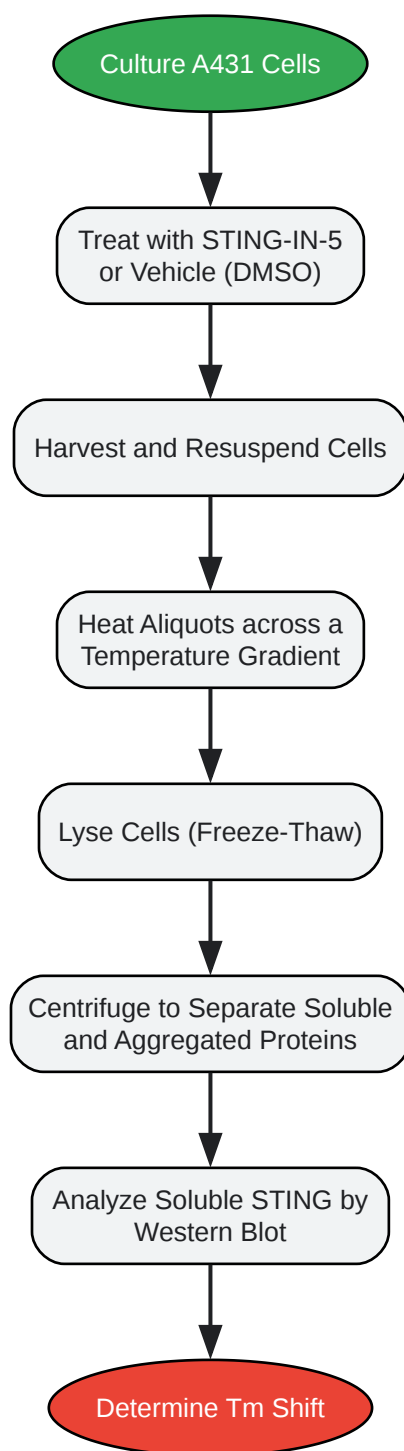 Culture A431 Cells
Treat with STING-IN-5
or Vehicle (DMSO)
Harvest and Resuspend Cells
Heat Aliquots across a
Temperature Gradient
Lyse Cells (Freeze-Thaw)
Centrifuge to Separate Soluble
and Aggregated Proteins
Analyze Soluble STING by
Western Blot
Determine Tm Shift